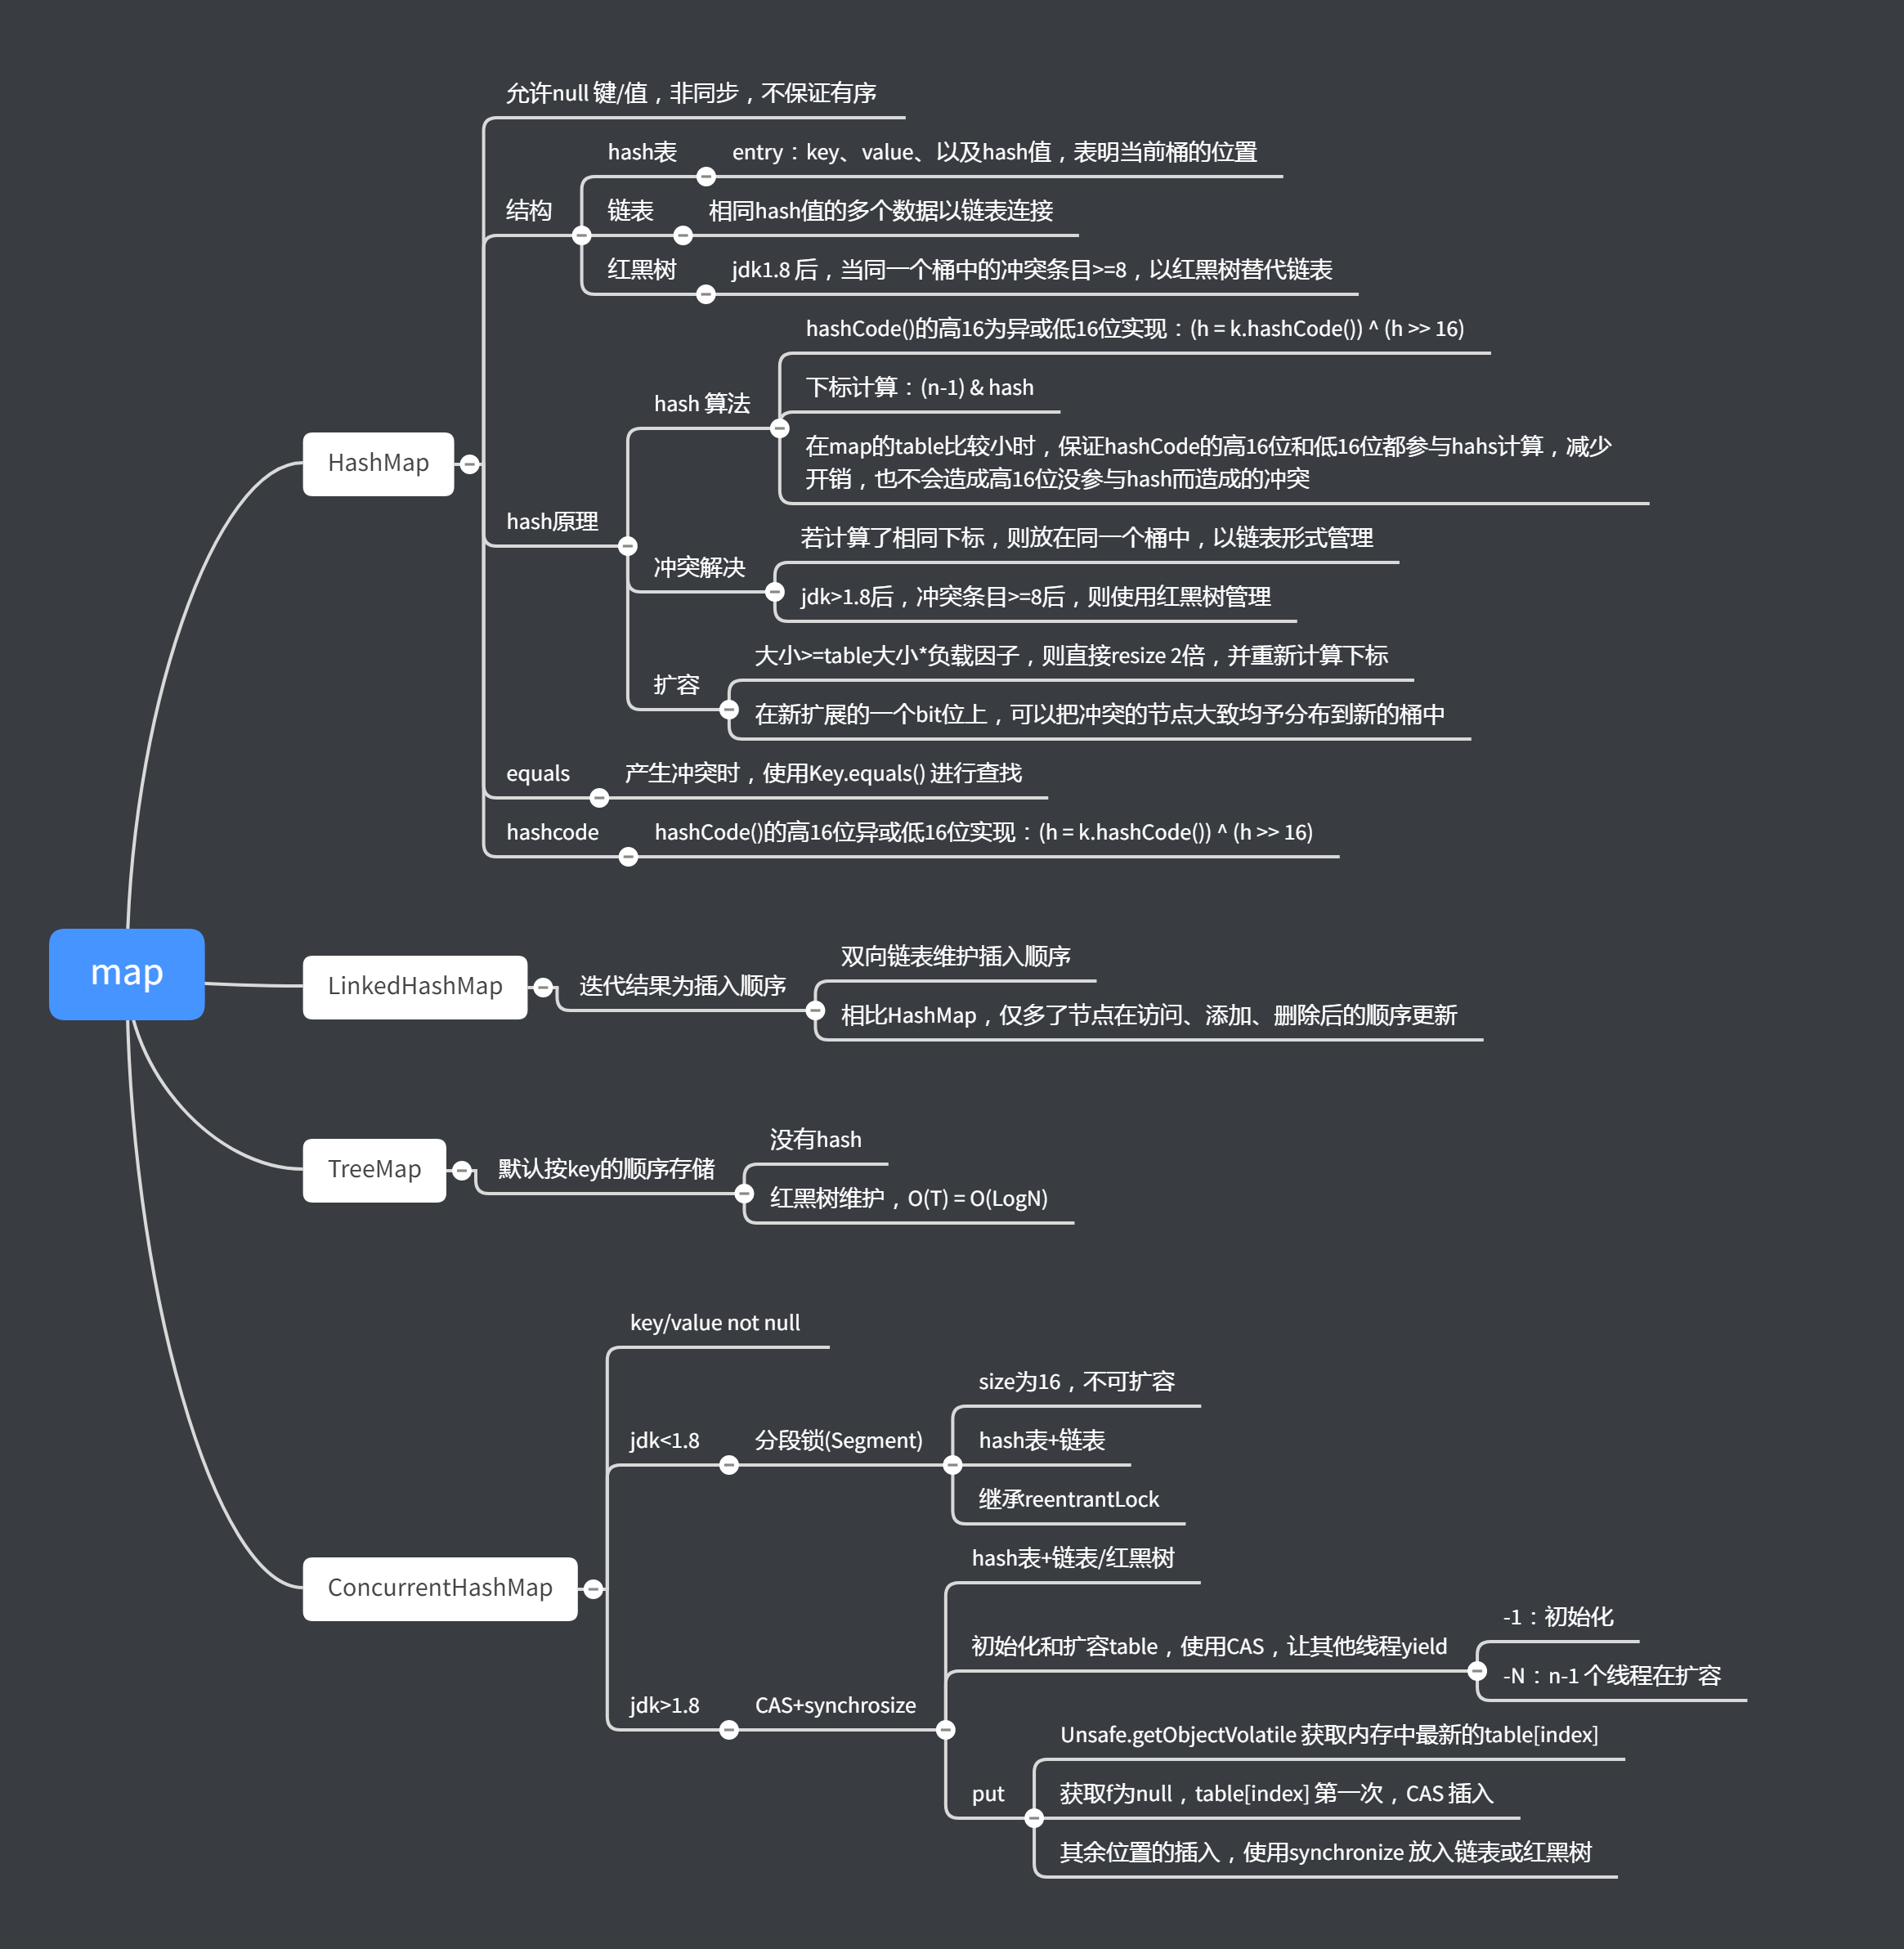 map
HashMap
允许null 键/值，非同步，不保证有序
结构
hash表
entry：key、value、以及hash值，表明当前桶的位置
链表
相同hash值的多个数据以链表连接
红黑树
jdk1.8 后，当同一个桶中的冲突条目>=8，以红黑树替代链表
hash原理
hash 算法
hashCode()的高16为异或低16位实现：(h = k.hashCode()) ^ (h >> 16)
下标计算：(n-1) & hash
在map的table比较小时，保证hashCode的高16位和低16位都参与hahs计算，减少
开销，也不会造成高16位没参与hash而造成的冲突
冲突解决
若计算了相同下标，则放在同一个桶中，以链表形式管理
jdk>1.8后，冲突条目>=8后，则使用红黑树管理
扩容
大小>=table大小*负载因子，则直接resize 2倍，并重新计算下标
在新扩展的一个bit位上，可以把冲突的节点大致均予分布到新的桶中
equals
产生冲突时，使用Key.equals() 进行查找
hashcode
hashCode()的高16位异或低16位实现：(h = k.hashCode()) ^ (h >> 16)
LinkedHashMap
迭代结果为插入顺序
双向链表维护插入顺序
相比HashMap，仅多了节点在访问、添加、删除后的顺序更新
TreeMap
默认按key的顺序存储
没有hash
红黑树维护，O(T) = O(LogN)
ConcurrentHashMap
key/value not null
jdk<1.8
分段锁(Segment)
size为16，不可扩容
hash表+链表
继承reentrantLock
jdk>1.8
CAS+synchrosize
hash表+链表/红黑树
初始化和扩容table，使用CAS，让其他线程yield
-1：初始化
-N：n-1 个线程在扩容
put
Unsafe.getObjectVolatile 获取内存中最新的table[index]
获取f为null，table[index] 第一次，CAS 插入
其余位置的插入，使用synchronize 放入链表或红黑树